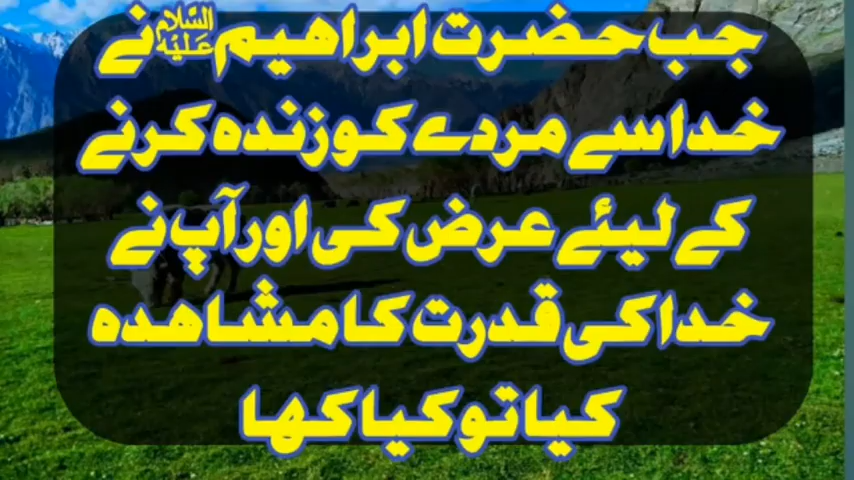 جب حضرت ابراھیم علیہ السلام نے
خدا سے مردے کو زندہ کرنے
کے لیئے عرض کی اور آپ نے
خدا کی قدرت کا مشاھدہ
کیا تو کیا کہا